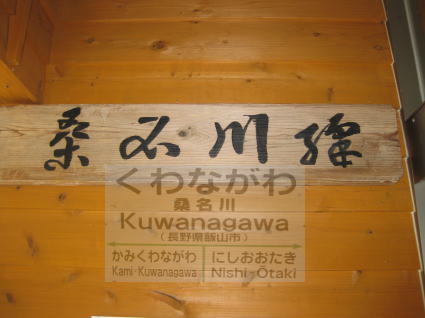 桑名川驛
くわながわ
桑名川
Kuwanagawa
(長野県飯山市)
かみくわながわ にしおおたき
Kami-Kuwanagawa Nishi-Ōtaki